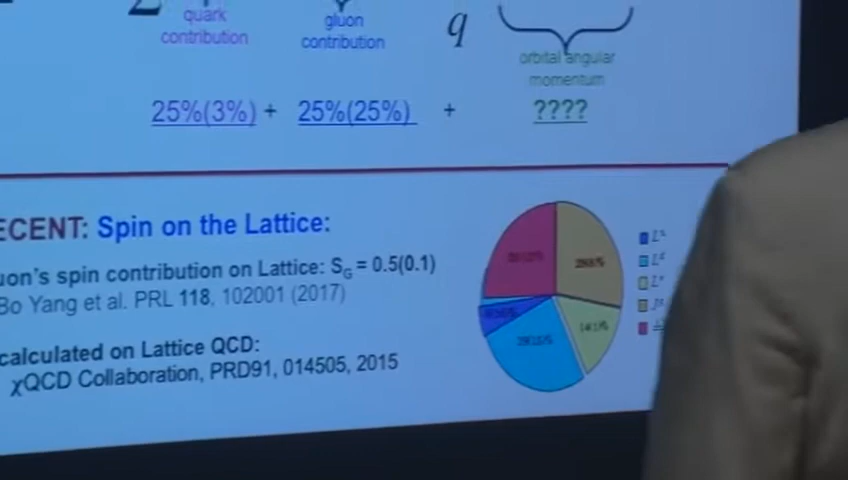 quark
contribution
gluon
contribution
q
orbital angular
momentum
25%(3%) + 25%(25%) + ????
ECENT: Spin on the Lattice:
uon's spin contribution on Lattice: SG = 0.5(0.1)
Bo Yang et al. PRL 118, 102001 (2017)
calculated on Lattice QCD:
χQCD Collaboration, PRD91, 014505, 2015